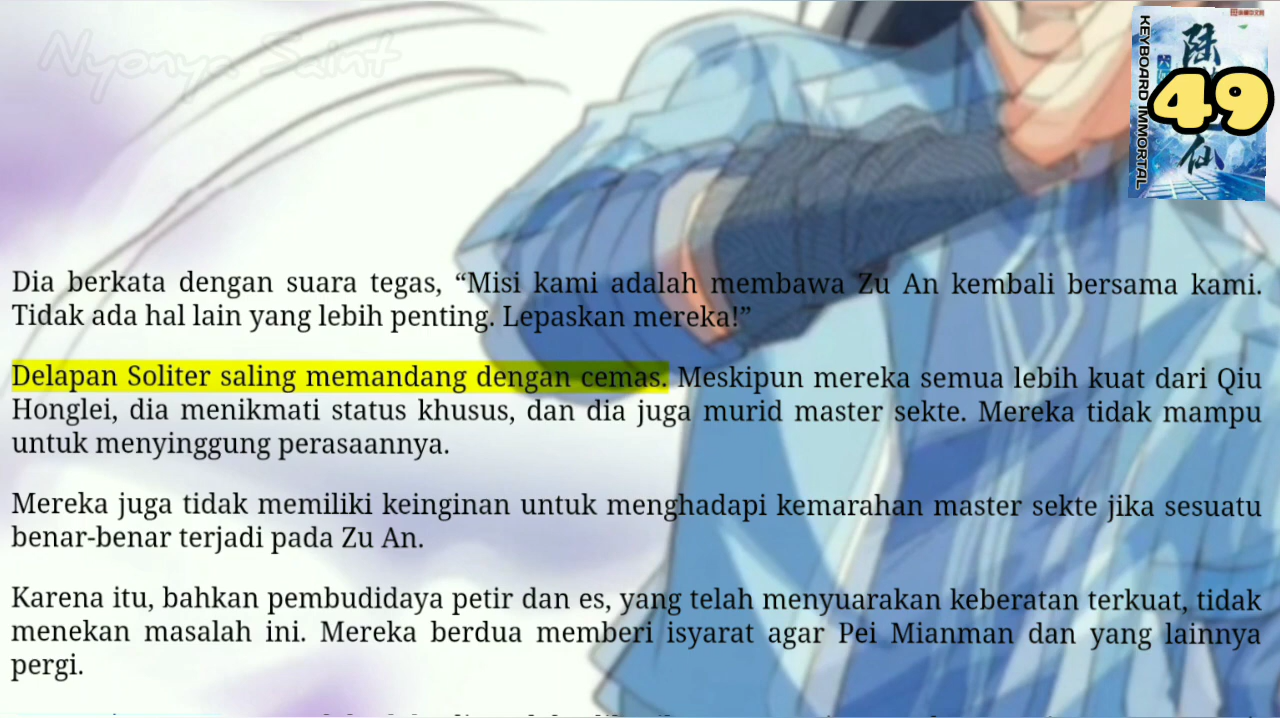 Nyonya Saint
KEYBOARD IMMORTAL
49
仙
Dia berkata dengan suara tegas, “Misi kami adalah membawa Zu An kembali bersama kami.
Tidak ada hal lain yang lebih penting. Lepaskan mereka!”
Delapan Soliter saling memandang dengan cemas. Meskipun mereka semua lebih kuat dari Qiu
Honglei, dia menikmati status khusus, dan dia juga murid master sekte. Mereka tidak mampu
untuk menyinggung perasaannya.
Mereka juga tidak memiliki keinginan untuk menghadapi kemarahan master sekte jika sesuatu
benar-benar terjadi pada Zu An.
Karena itu, bahkan pembudidaya petir dan es, yang telah menyuarakan keberatan terkuat, tidak
menekan masalah ini. Mereka berdua memberi isyarat agar Pei Mianman dan yang lainnya
pergi.